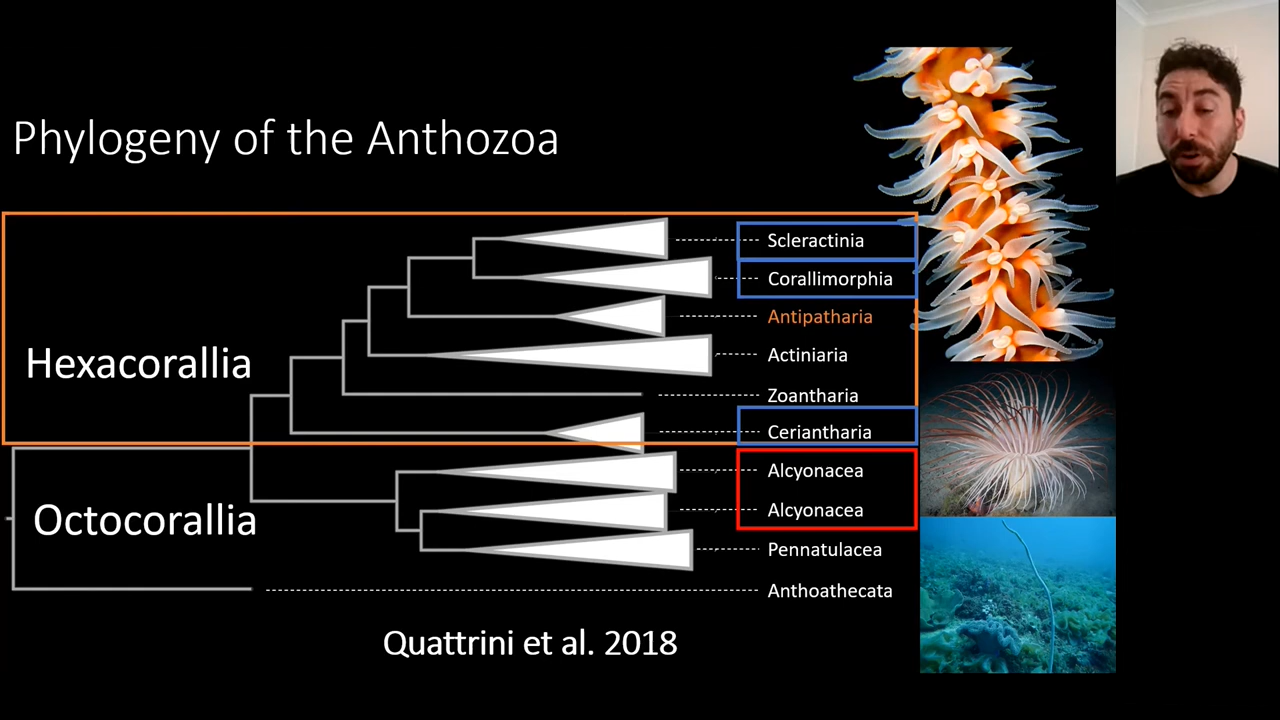 Phylogeny of the Anthozoa
Hexacorallia
Octocorallia
Scleractinia
Corallimorphia
Antipatharia
Actiniaria
Zoantharia
Ceriantharia
Alcyonacea
Alcyonacea
Pennatulacea
Anthoathecata
Quattrini et al. 2018